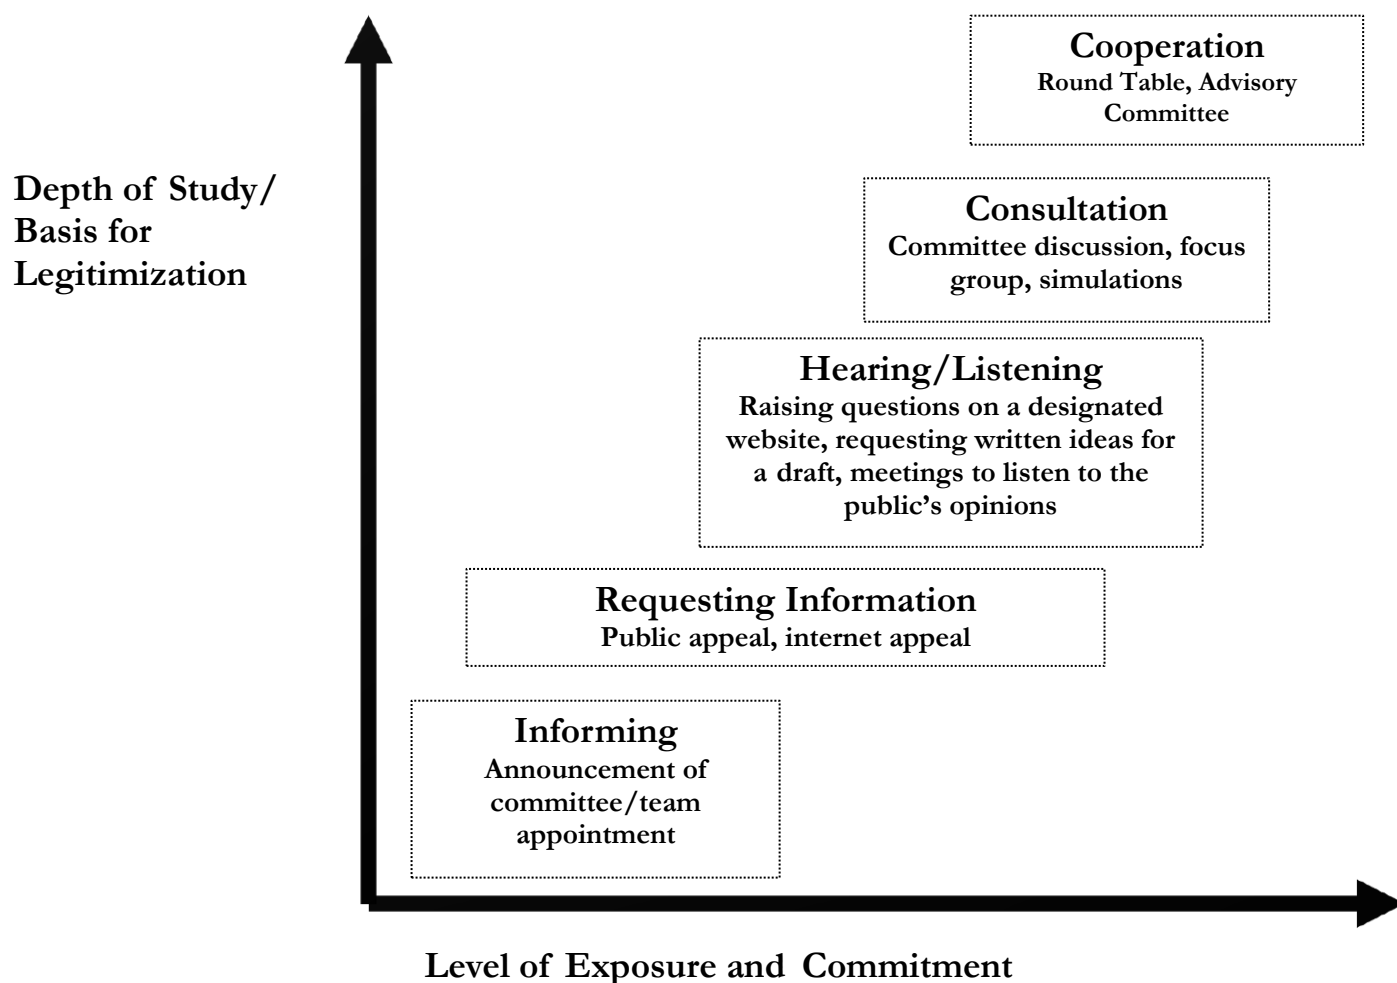 Cooperation
Round Table, Advisory
Committee
Depth of Study/
Basis for
Legitimization
Consultation
Committee discussion, focus
group, simulations
Hearing/Listening
Raising questions on a designated
website, requesting written ideas for
a draft, meetings to listen to the
public’s opinions
Requesting Information
Public appeal, internet appeal
Informing
Announcement of
committee/team
appointment
Level of Exposure and Commitment